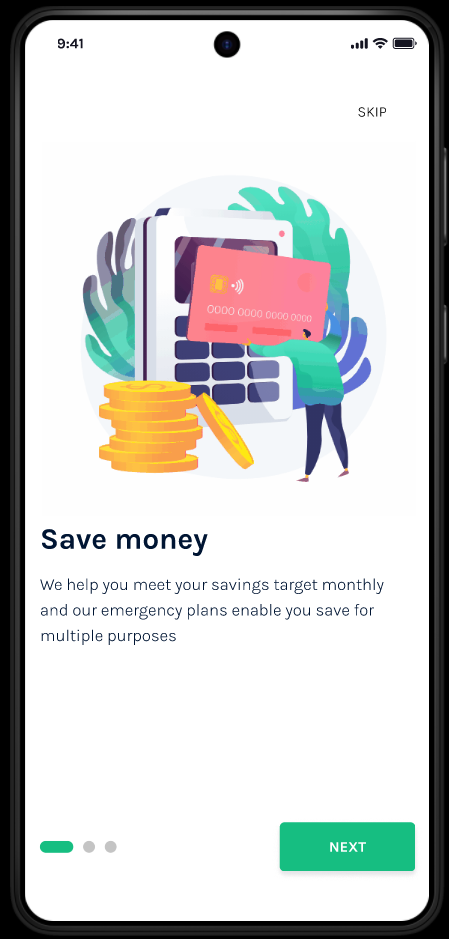 9:41
SKIP
0000 0000 0000 0000
Save money
We help you meet your savings target monthly
and our emergency plans enable you save for
multiple purposes
NEXT